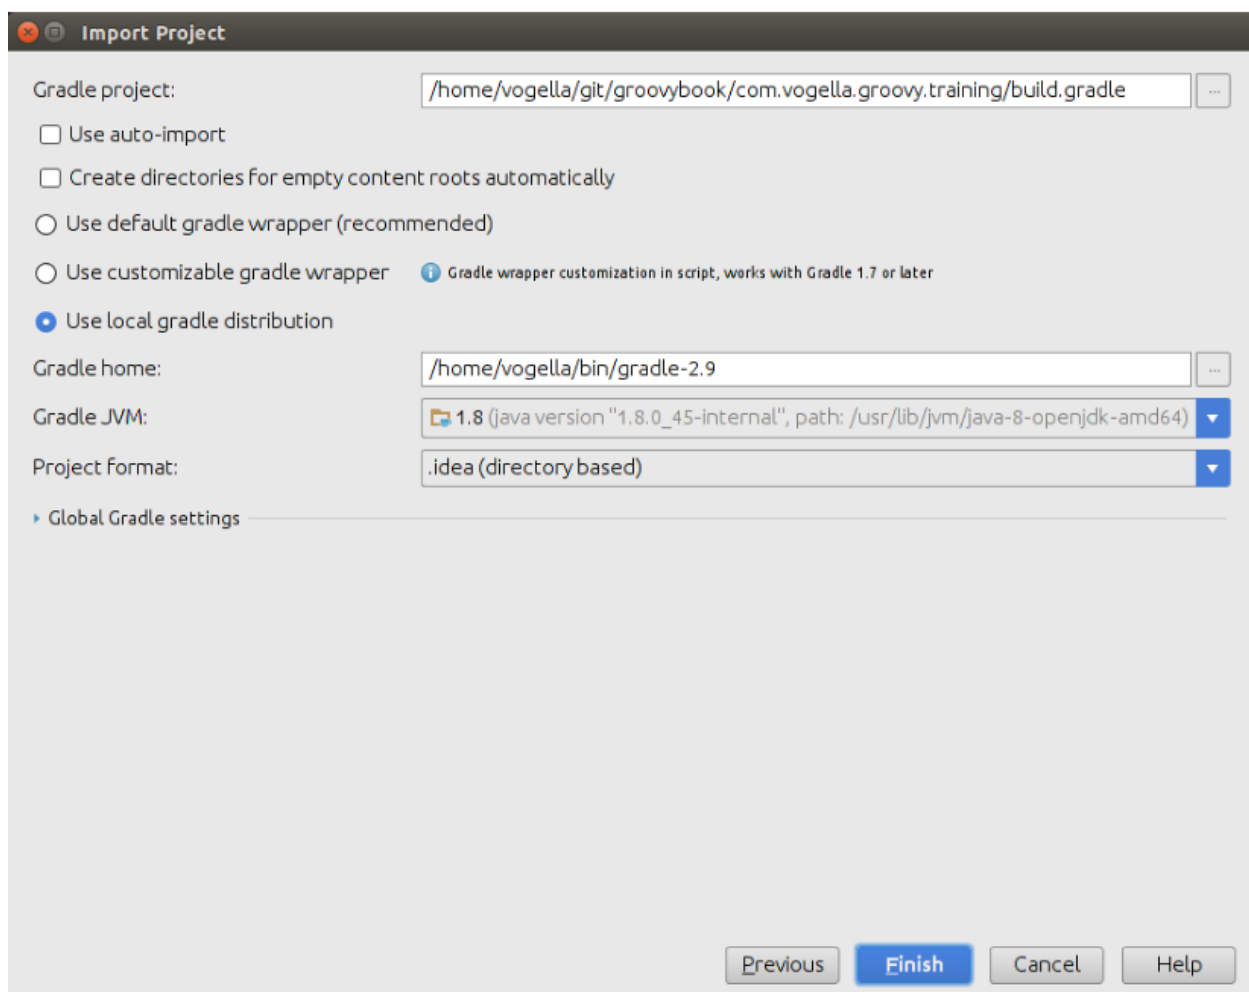 Import Project
Gradle project: /home/vogella/git/groovybook/com.vogella.groovy.training/build.gradle ...
Use auto-import
Create directories for empty content roots automatically
Use default gradle wrapper (recommended)
Use customizable gradle wrapper Gradle wrapper customization in script, works with Gradle 1.7 or later
Use local gradle distribution
Gradle home: /home/vogella/bin/gradle-2.9 ...
Gradle JVM: 1.8 (java version "1.8.0_45-internal", path: /usr/lib/jvm/java-8-openjdk-amd64)
Project format: .idea (directory based)
Global Gradle settings
Previous Finish Cancel Help